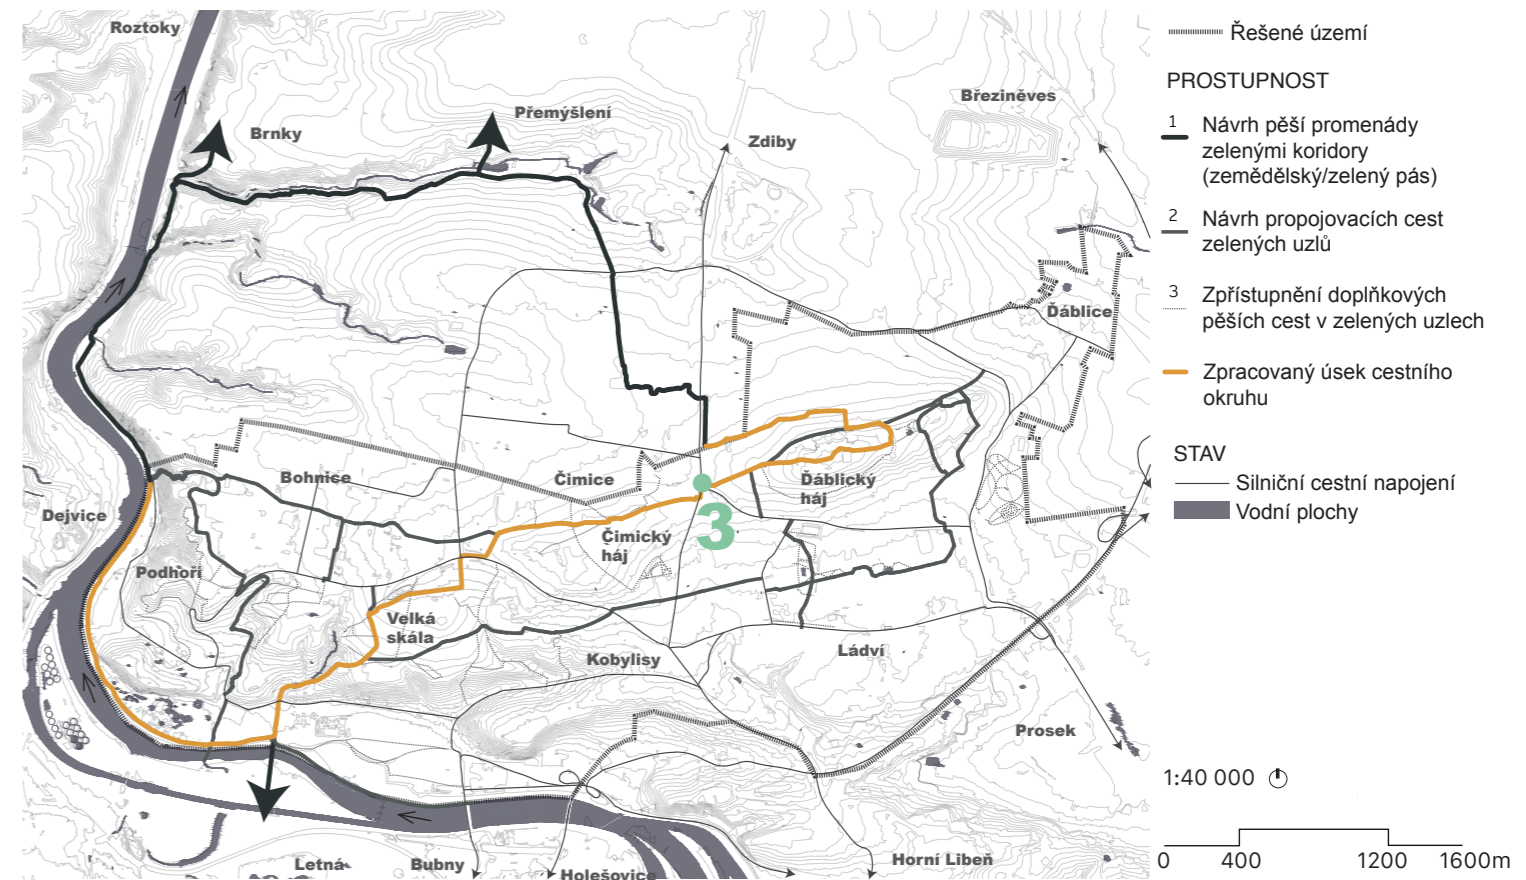 Roztoky
Brnky
Přemýšlení
Zdiby
Březiněves
Ďáblice
Bohnice
Čimice
Ďáblický
háj
Dejvice
3
Čimický
háj
Podhoří
Velká
skála
Kobylisy
Ládví
Prosek
Letná
Bubny
Holešovice
Horní Libeň
Řešené území
PROSTUPNOST
1 Návrh pěší promenády
zelenými koridory
(zemědělský/zelený pás)
2 Návrh propojovacích cest
zelených uzlů
3 Zpřístupnění doplňkových
pěších cest v zelených uzlech
Zpracovaný úsek cestního
okruhu
STAV
Silniční cestní napojení
Vodní plochy
1:40 000
0 400 1200 1600m